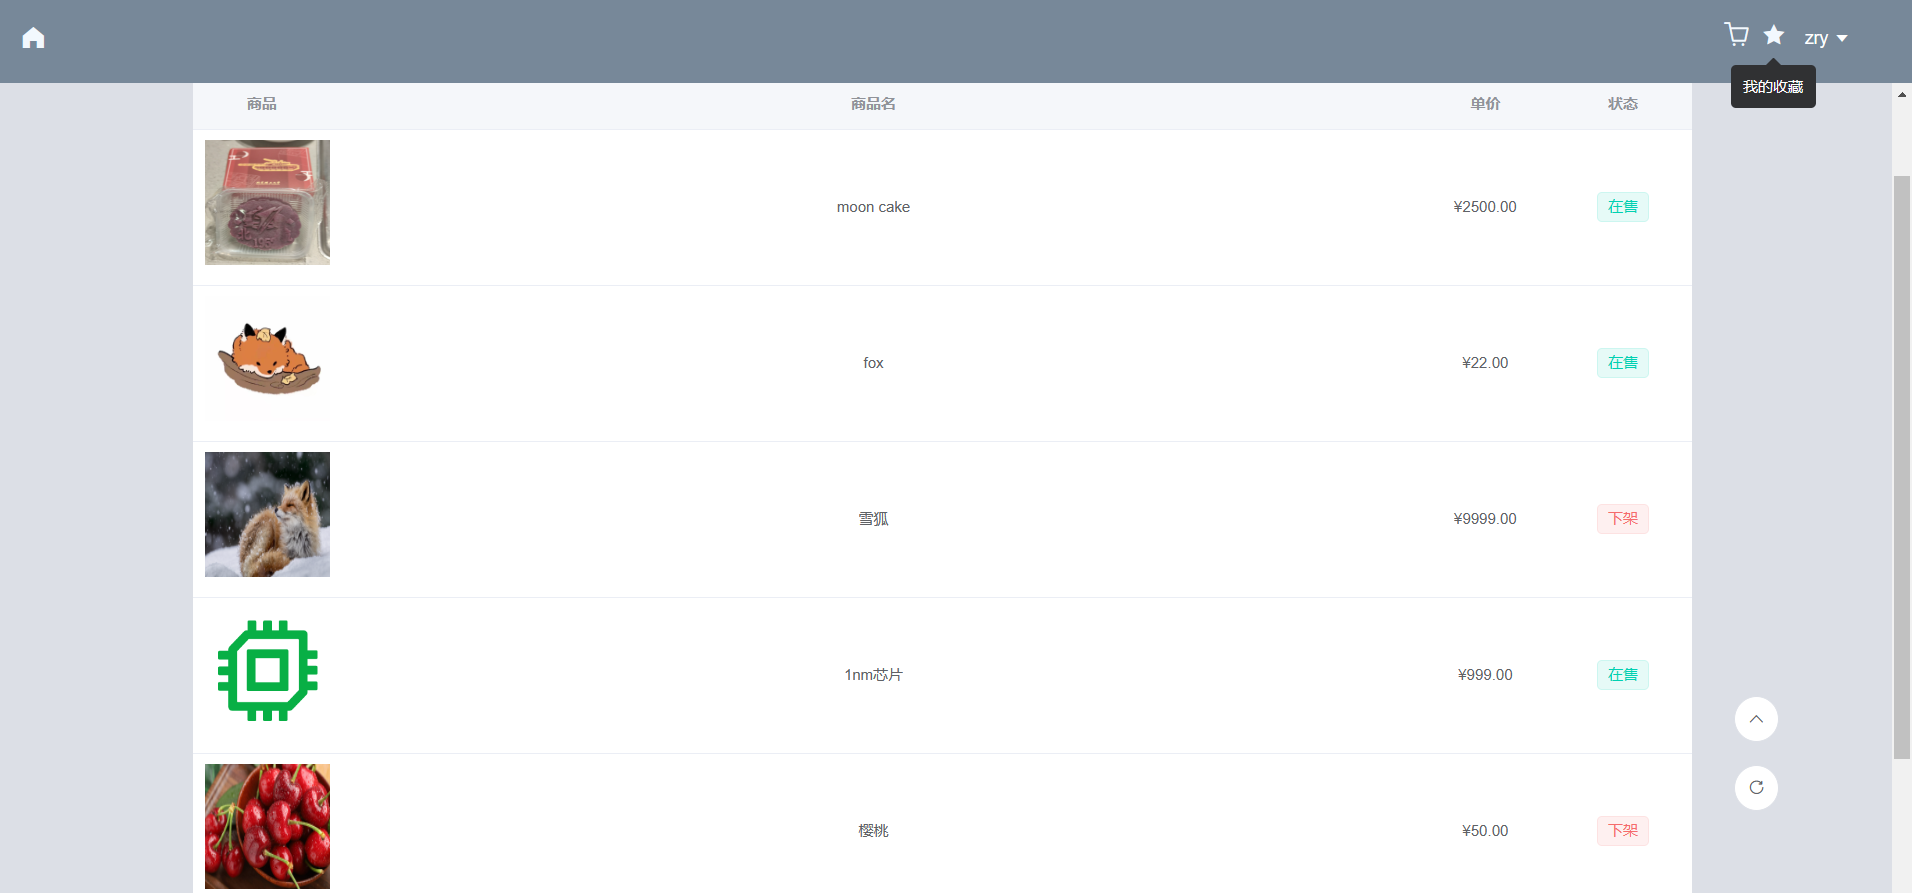 zry
我的收藏
商品 商品名 单价 状态
moon cake ¥2500.00 在售
fox ¥22.00 在售
雪狐 ¥9999.00 下架
1nm芯片 ¥999.00 在售
樱桃 ¥50.00 下架